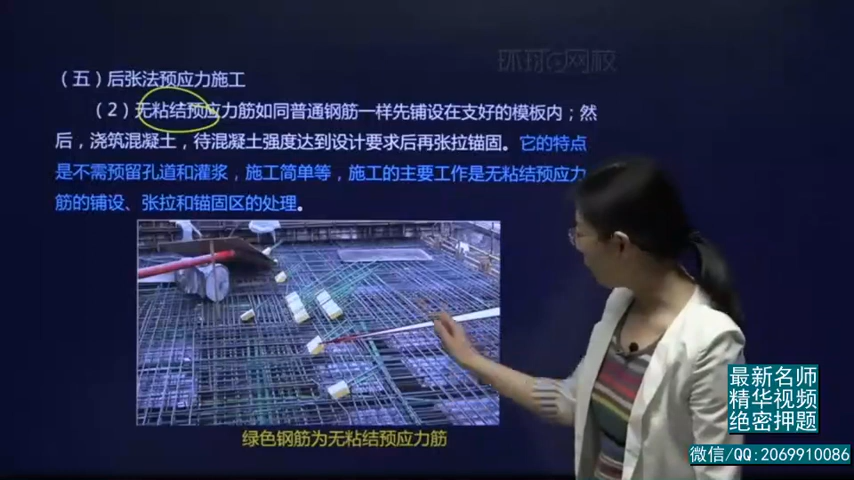 环球网校
（五）后张法预应力施工
（2）无粘结预应力筋如同普通钢筋一样先铺设在支好的模板内；然
后，浇筑混凝土，待混凝土强度达到设计要求后再张拉锚固。它的特点
是不需预留孔道和灌浆，施工简单等，施工的主要工作是无粘结预应力
筋的铺设、张拉和锚固区的处理。
绿色钢筋为无粘结预应力筋
最新名师
精华视频
绝密押题
微信/QQ:2069910086